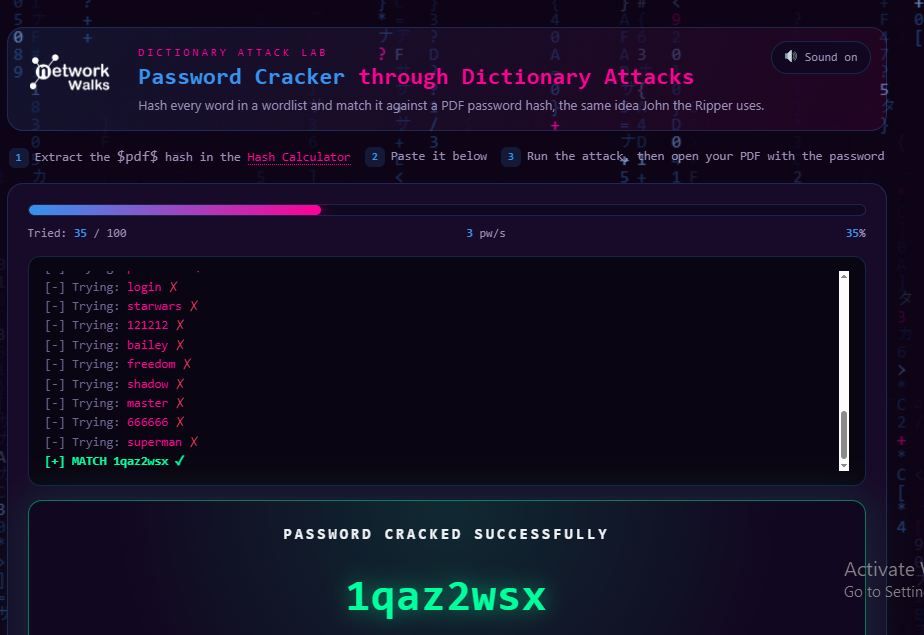 network
Walks
DICTIONARY ATTACK LAB
Password Cracker through Dictionary Attacks
Hash every word in a wordlist and match it against a PDF password hash, the same idea John the Ripper uses.
Sound on
1 Extract the $pdf$ hash in the Hash Calculator 2 Paste it below 3 Run the attack, then open your PDF with the password
Tried: 35 / 100 3 pw/s 35%
[-] Trying: login ✗
[-] Trying: starwars ✗
[-] Trying: 121212 ✗
[-] Trying: bailey ✗
[-] Trying: freedom ✗
[-] Trying: shadow ✗
[-] Trying: master ✗
[-] Trying: 666666 ✗
[-] Trying: superman ✗
[+] MATCH 1qaz2wsx ✓
PASSWORD CRACKED SUCCESSFULLY
1qaz2wsx
Activate
Go to Settin